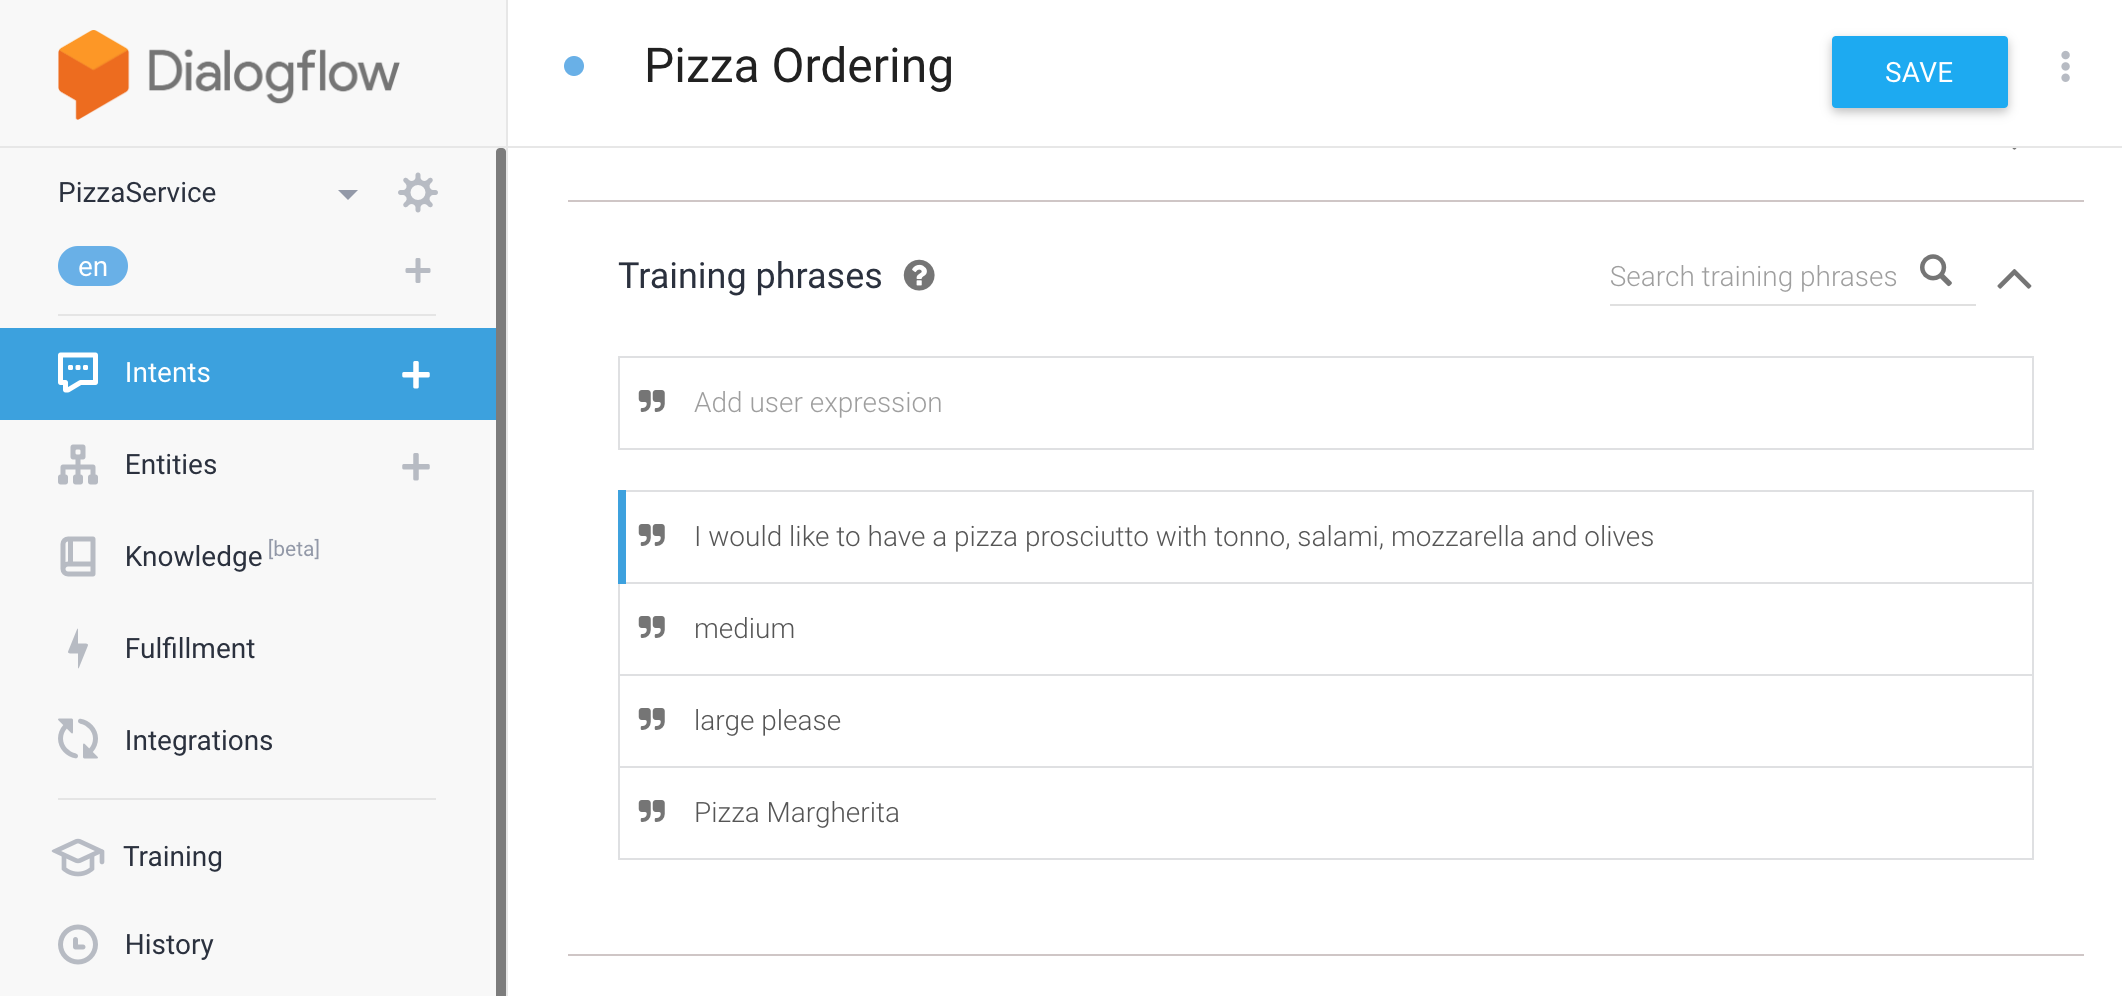 Dialogflow
Pizza Ordering
SAVE
PizzaService
en
Intents
Entities
Knowledge [beta]
Fulfillment
Integrations
Training
History
Training phrases
Search training phrases
Add user expression
I would like to have a pizza prosciutto with tonno, salami, mozzarella and olives
medium
large please
Pizza Margherita